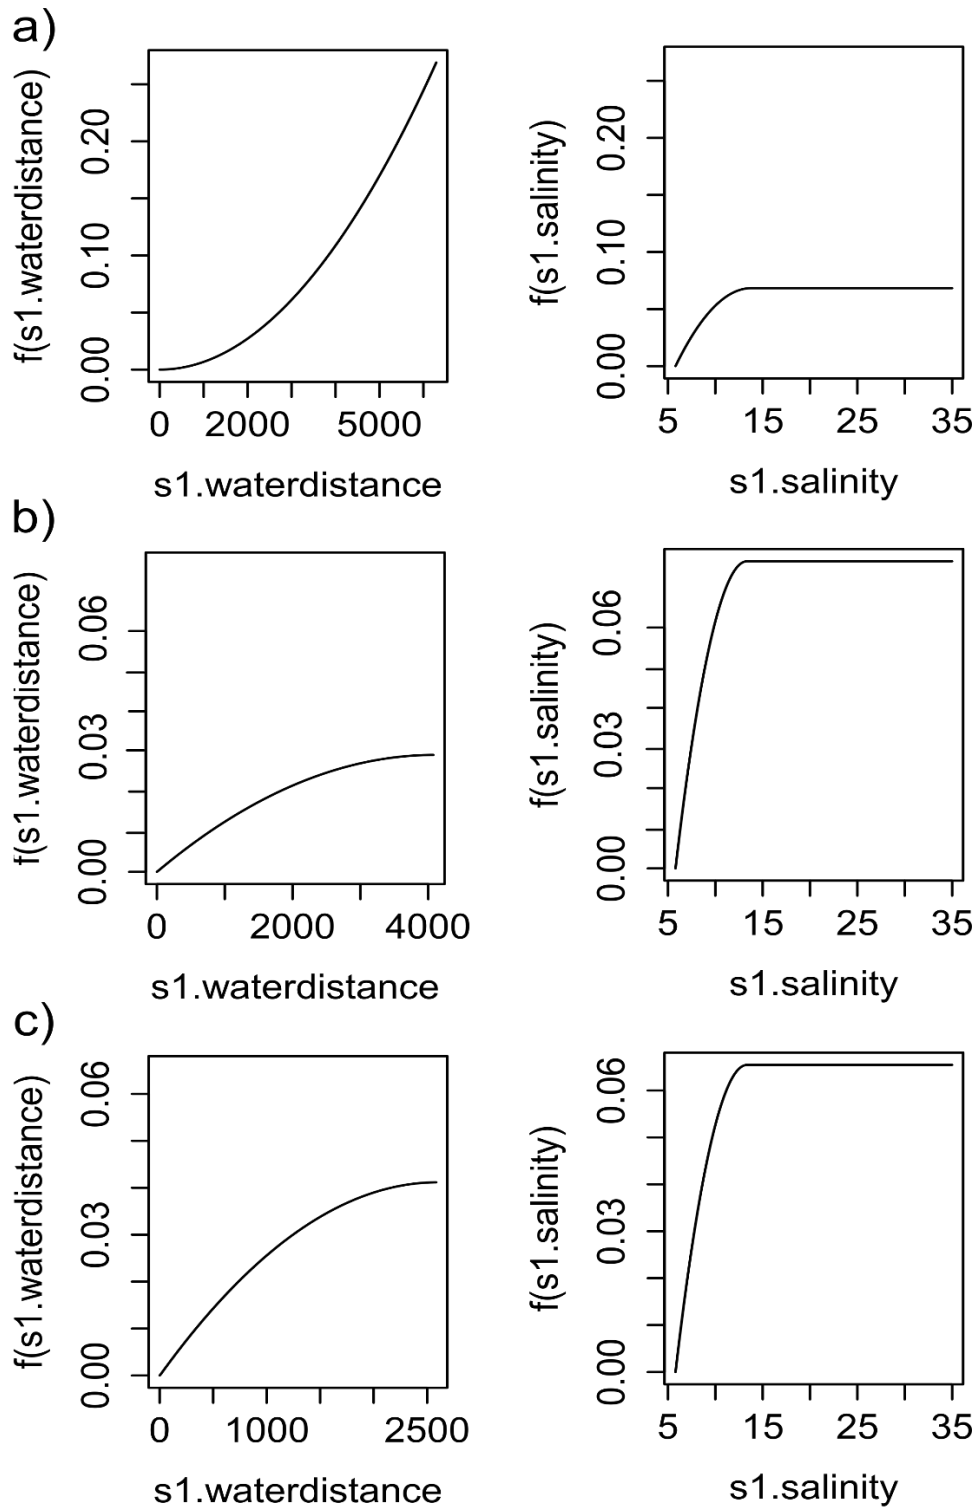 a)
f(s1.waterdistance)
0.00 0.10 0.20
0 2000 5000
s1.waterdistance
f(s1.salinity)
0.00 0.10 0.20
5 15 25 35
s1.salinity
b)
f(s1.waterdistance)
0.00 0.03 0.06
0 2000 4000
s1.waterdistance
f(s1.salinity)
0.00 0.03 0.06
5 15 25 35
s1.salinity
c)
f(s1.waterdistance)
0.00 0.03 0.06
0 1000 2500
s1.waterdistance
f(s1.salinity)
0.00 0.03 0.06
5 15 25 35
s1.salinity